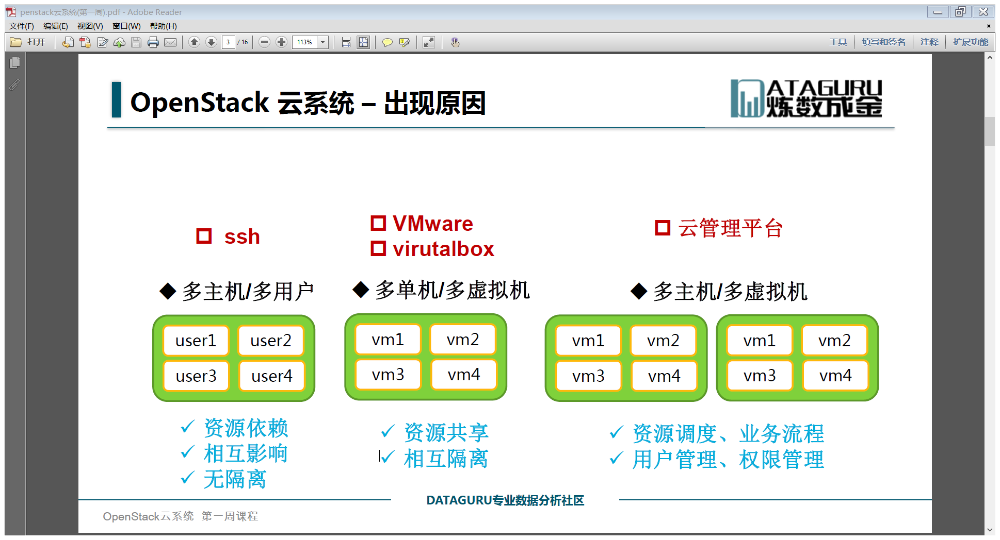 penstack云系统(第一周).pdf - Adobe Reader
文件(F) 编辑(E) 视图(V) 窗口(W) 帮助(H)
打开 3 / 16 113% 工具 填写和签名 注释 扩展功能
OpenStack 云系统 – 出现原因
ATAGURU
炼数成金
ssh
VMware
virutalbox
云管理平台
多主机/多用户
多单机/多虚拟机
多主机/多虚拟机
user1 user2
user3 user4
vm1 vm2
vm3 vm4
vm1 vm2
vm3 vm4
vm1 vm2
vm3 vm4
资源依赖
相互影响
无隔离
资源共享
相互隔离
资源调度、业务流程
用户管理、权限管理
DATAGURU专业数据分析社区
OpenStack云系统 第一周课程